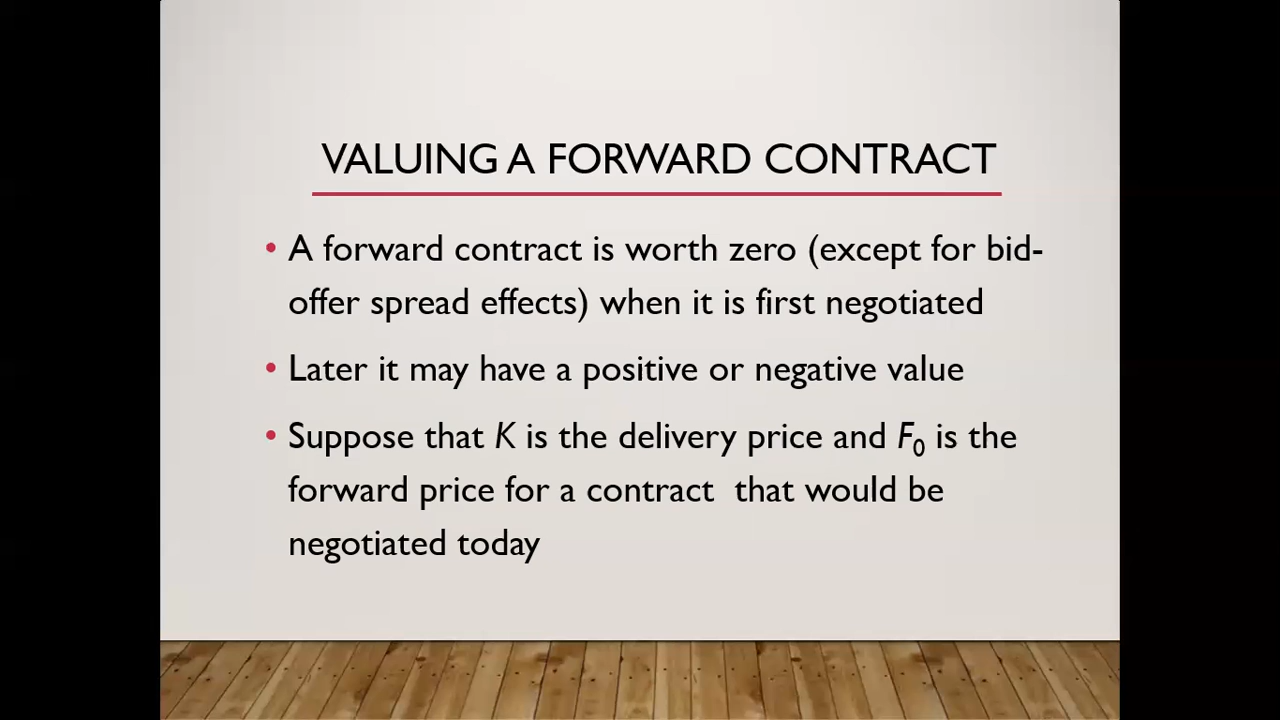 VALUING A FORWARD CONTRACT
• A forward contract is worth zero (except for bid-
offer spread effects) when it is first negotiated
• Later it may have a positive or negative value
• Suppose that K is the delivery price and F₀ is the
forward price for a contract  that would be
negotiated today